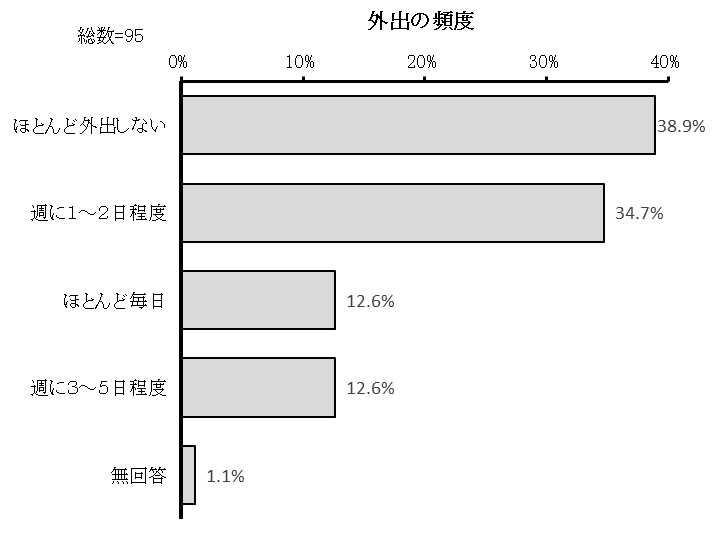 外出の頻度
総数=95
0% 10% 20% 30% 40%
ほとんど外出しない 38.9%
週に1～2日程度 34.7%
ほとんど毎日 12.6%
週に3～5日程度 12.6%
無回答 1.1%